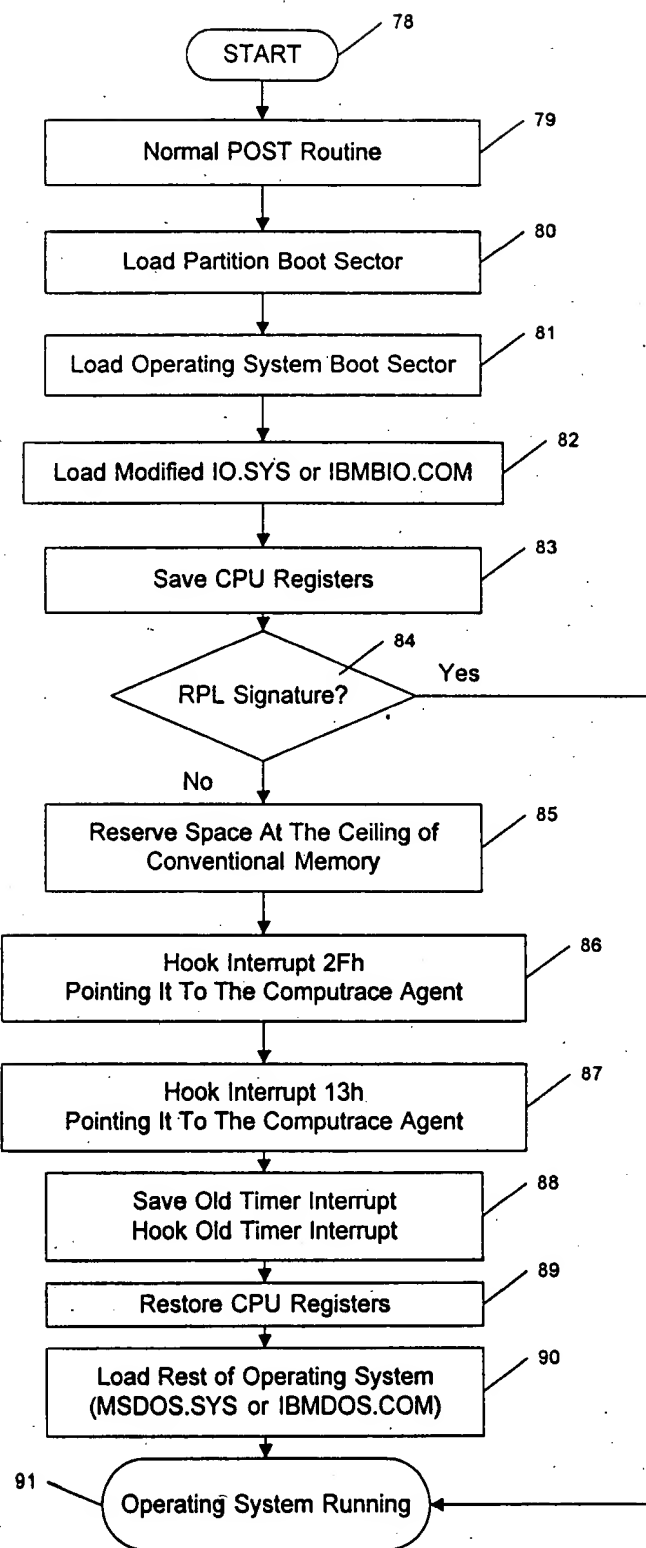 78
START
79
Normal POST Routine
80
Load Partition Boot Sector
81
Load Operating System Boot Sector
82
Load Modified IO.SYS or IBMBIO.COM
83
Save CPU Registers
84
RPL Signature?
Yes
No
85
Reserve Space At The Ceiling of
Conventional Memory
86
Hook Interrupt 2Fh
Pointing It To The Computrace Agent
87
Hook Interrupt 13h
Pointing It To The Computrace Agent
88
Save Old Timer Interrupt
Hook Old Timer Interrupt
89
Restore CPU Registers
90
Load Rest of Operating System
(MSDOS.SYS or IBMDOS.COM)
91
Operating System Running